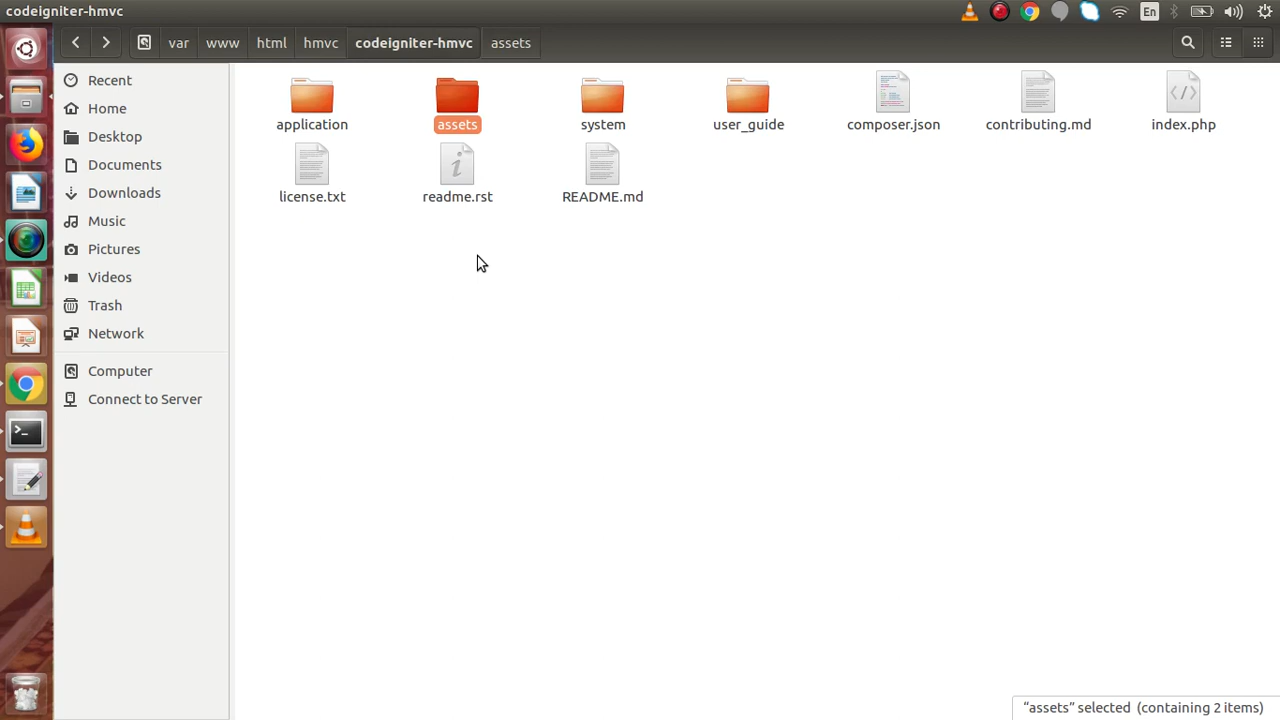 codeigniter-hmvc
En
var www html hmvc codeigniter-hmvc assets
Recent
Home
Desktop
Documents
Downloads
Music
Pictures
Videos
Trash
Network
Computer
Connect to Server
application assets system user_guide composer.json contributing.md index.php
license.txt readme.rst README.md
“assets” selected (containing 2 items)